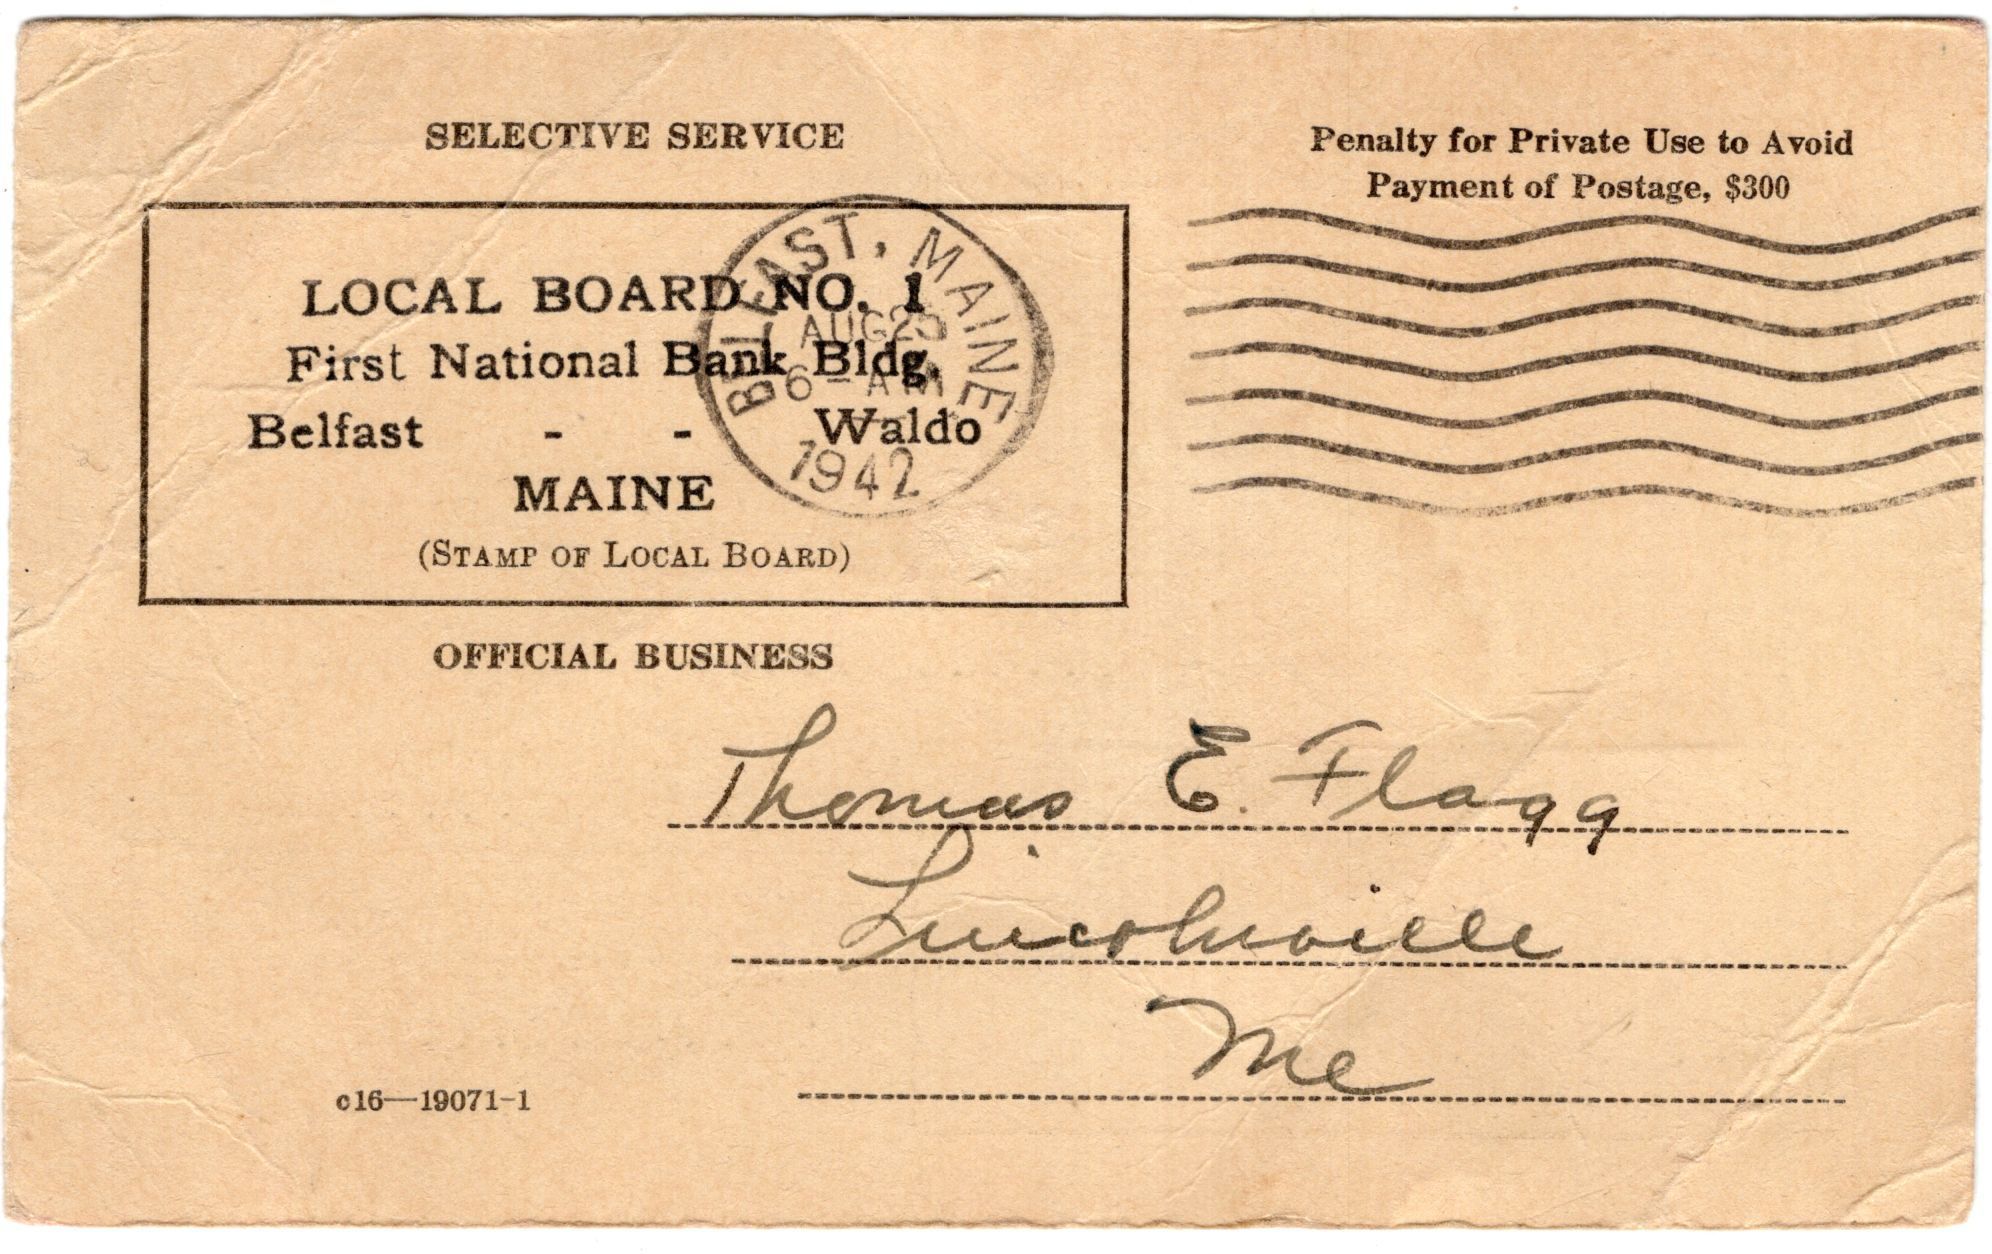 SELECTIVE SERVICE
Penalty for Private Use to Avoid
Payment of Postage, $300
LOCAL BOARD NO. 1
First National Bank Bldg.
Belfast - - Waldo
MAINE
(STAMP OF LOCAL BOARD)
BELFAST, MAINE
AUG 25
6 - AM
1942
OFFICIAL BUSINESS
Thomas E. Flagg
Lincolnville
Me
c16—19071-1